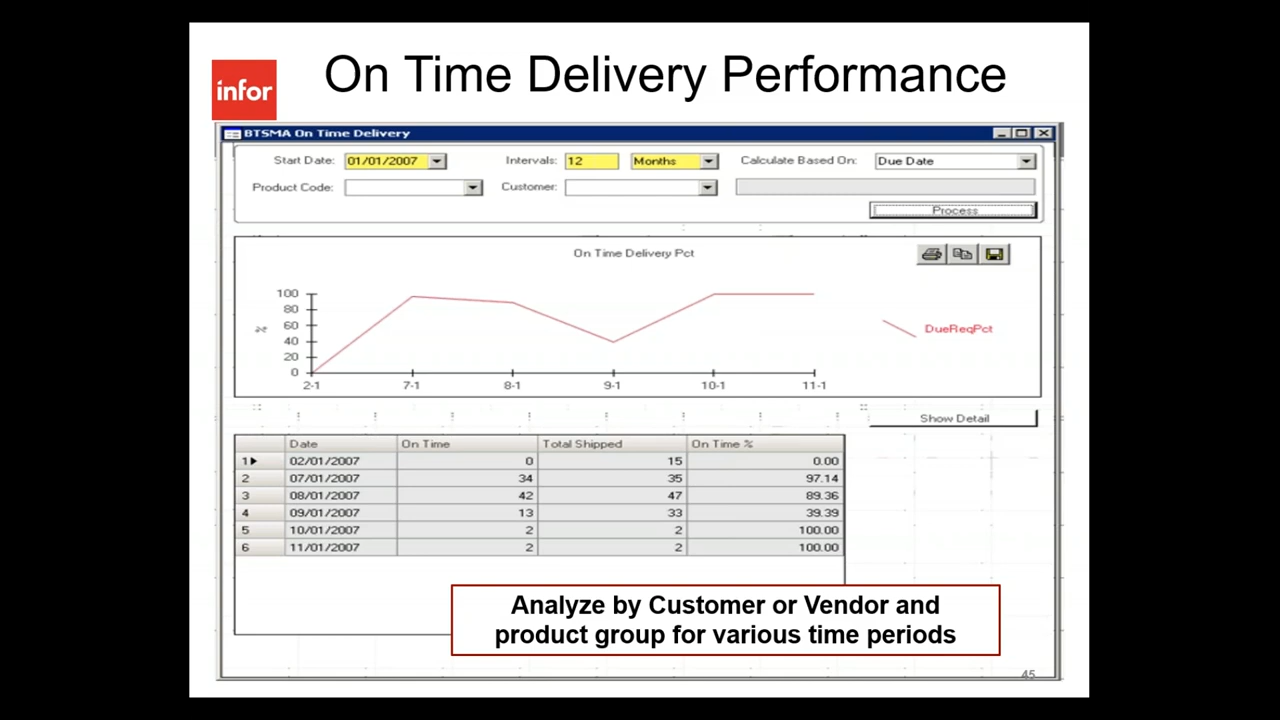 On Time Delivery Performance
infor
BTSMA On Time Delivery
Start Date: 01/01/2007 Intervals: 12 Months Calculate Based On: Due Date
Product Code: Customer:
Process
On Time Delivery Pct
100
80
60
40
20
0
%
2-1 7-1 8-1 9-1 10-1 11-1
DueReqPct
Show Detail
Date On Time Total Shipped On Time %
1 02/01/2007 0 15 0.00
2 07/01/2007 34 35 97.14
3 08/01/2007 42 47 89.36
4 09/01/2007 13 33 39.39
5 10/01/2007 2 2 100.00
6 11/01/2007 2 2 100.00
Analyze by Customer or Vendor and
product group for various time periods
45